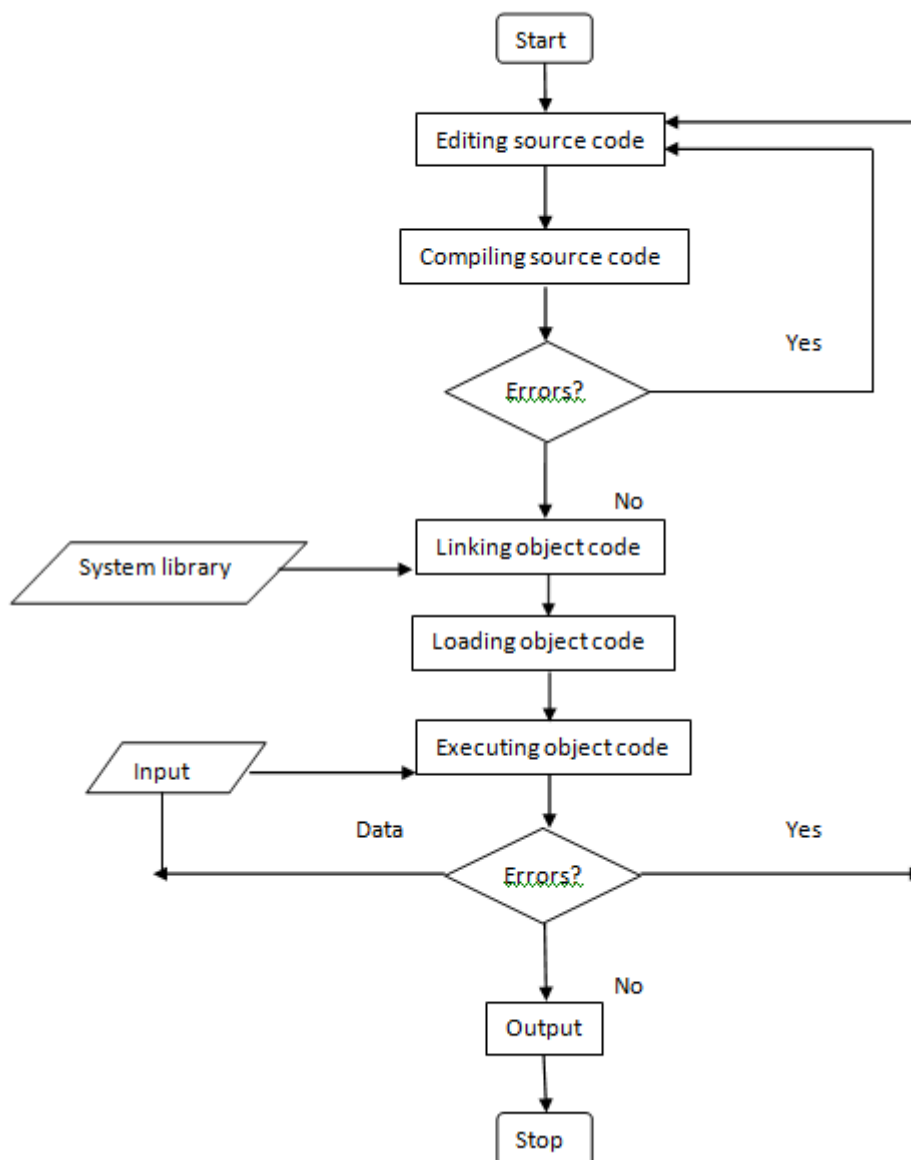 Start
Editing source code
Compiling source code
Yes
Errors?
No
Linking object code
System library
Loading object code
Executing object code
Input
Data
Yes
Errors?
No
Output
Stop